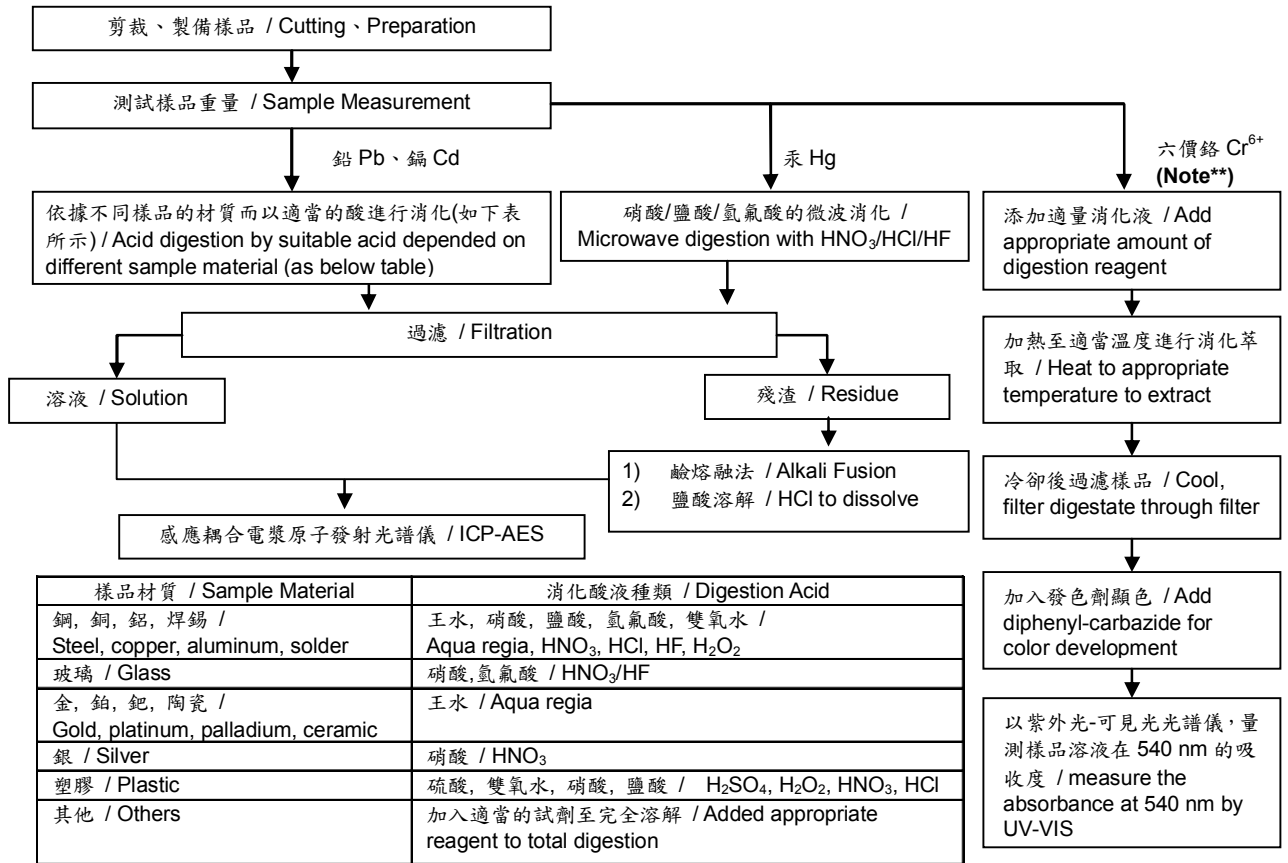 剪裁、製備樣品 / Cutting、Preparation
測試樣品重量 / Sample Measurement
鉛 Pb、鎘 Cd
汞 Hg
六價鉻 Cr⁶⁺
(Note**)
依據不同樣品的材質而以適當的酸進行消化(如下表
所示) / Acid digestion by suitable acid depended on
different sample material (as below table)
硝酸/鹽酸/氫氟酸的微波消化 /
Microwave digestion with HNO₃/HCl/HF
添加適量消化液 / Add
appropriate amount of
digestion reagent
過濾 / Filtration
加熱至適當溫度進行消化萃
取 / Heat to appropriate
temperature to extract
溶液 / Solution
殘渣 / Residue
1) 鹼熔融法 / Alkali Fusion
2) 鹽酸溶解 / HCl to dissolve
冷卻後過濾樣品 / Cool,
filter digestate through filter
感應耦合電漿原子發射光譜儀 / ICP-AES
加入發色劑顯色 / Add
diphenyl-carbazide for
color development
以紫外光-可見光光譜儀，量
測樣品溶液在 540 nm 的吸
收度 / measure the
absorbance at 540 nm by
UV-VIS
樣品材質 / Sample Material
消化酸液種類 / Digestion Acid
鋼, 銅, 鋁, 焊錫 /
Steel, copper, aluminum, solder
王水, 硝酸, 鹽酸, 氫氟酸, 雙氧水 /
Aqua regia, HNO₃, HCl, HF, H₂O₂
玻璃 / Glass
硝酸,氫氟酸 / HNO₃/HF
金, 鉑, 鈀, 陶瓷 /
Gold, platinum, palladium, ceramic
王水 / Aqua regia
銀 / Silver
硝酸 / HNO₃
塑膠 / Plastic
硫酸, 雙氧水, 硝酸, 鹽酸 / H₂SO₄, H₂O₂, HNO₃, HCl
其他 / Others
加入適當的試劑至完全溶解 / Added appropriate
reagent to total digestion